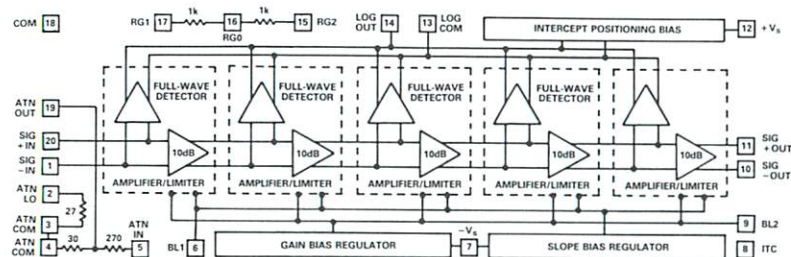 COM 18
RG1 17 1k 16 1k 15 RG2
RG0
LOG OUT 14
13 LOG COM
INTERCEPT POSITIONING BIAS
12 +Vs
FULL-WAVE DETECTOR
FULL-WAVE DETECTOR
FULL-WAVE DETECTOR
FULL-WAVE DETECTOR
ATN OUT 19
SIG +IN 20
SIG −IN 1
10dB
10dB
10dB
10dB
10dB
11 SIG +OUT
10 SIG −OUT
AMPLIFIER/LIMITER
AMPLIFIER/LIMITER
AMPLIFIER/LIMITER
AMPLIFIER/LIMITER
AMPLIFIER/LIMITER
ATN LO 2
27
ATN COM 3
ATN COM 4
30
270
ATN IN
5
BL1 6
GAIN BIAS REGULATOR
−Vs
7
SLOPE BIAS REGULATOR
9 BL2
8 ITC